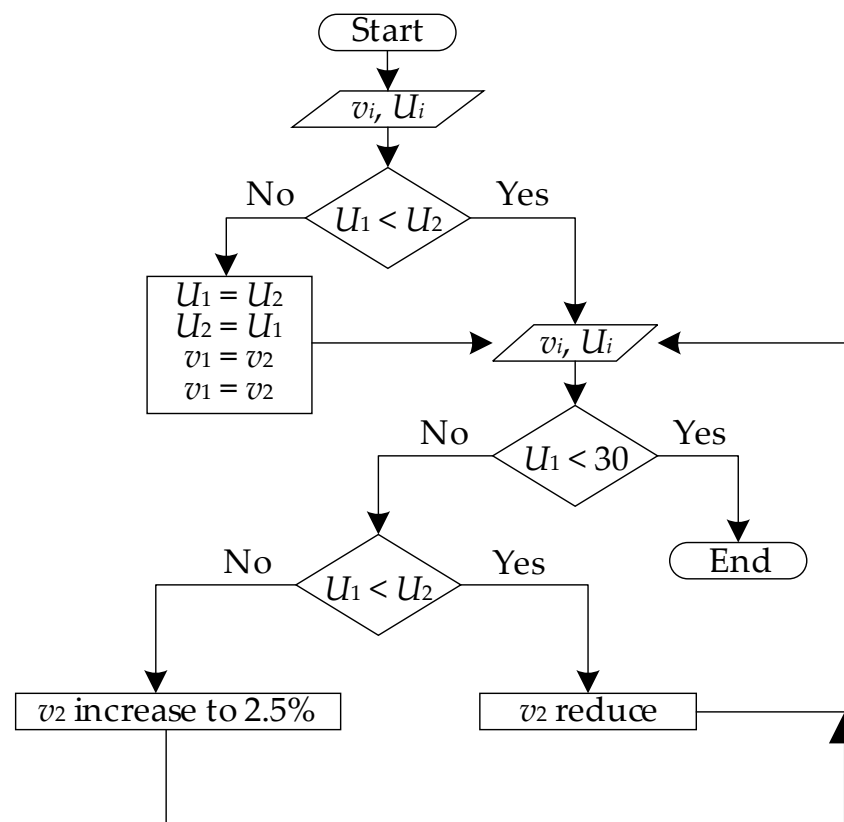 Start
vi, Ui
No
Yes
U1 < U2
U1 = U2
U2 = U1
v1 = v2
v1 = v2
vi, Ui
No
Yes
U1 < 30
No
Yes
U1 < U2
End
v2 increase to 2.5%
v2 reduce